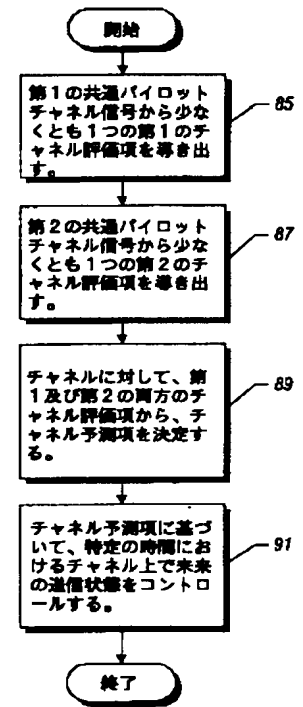 開始
第1の共通パイロット
チャネル信号から少な
くとも1つの第1のチ
ャネル評価項を導き出
す。
85
第2の共通パイロット
チャネル信号から少な
くとも1つの第2のチ
ャネル評価項を導き出
す。
87
チャネルに対して、第
1及び第2の両方のチ
ャネル評価項から、チ
ャネル予測項を決定す
る。
89
チャネル予測項に基づ
いて、特定の時間にお
けるチャネル上で未来
の通信状態をコントロ
ールする。
91
終了